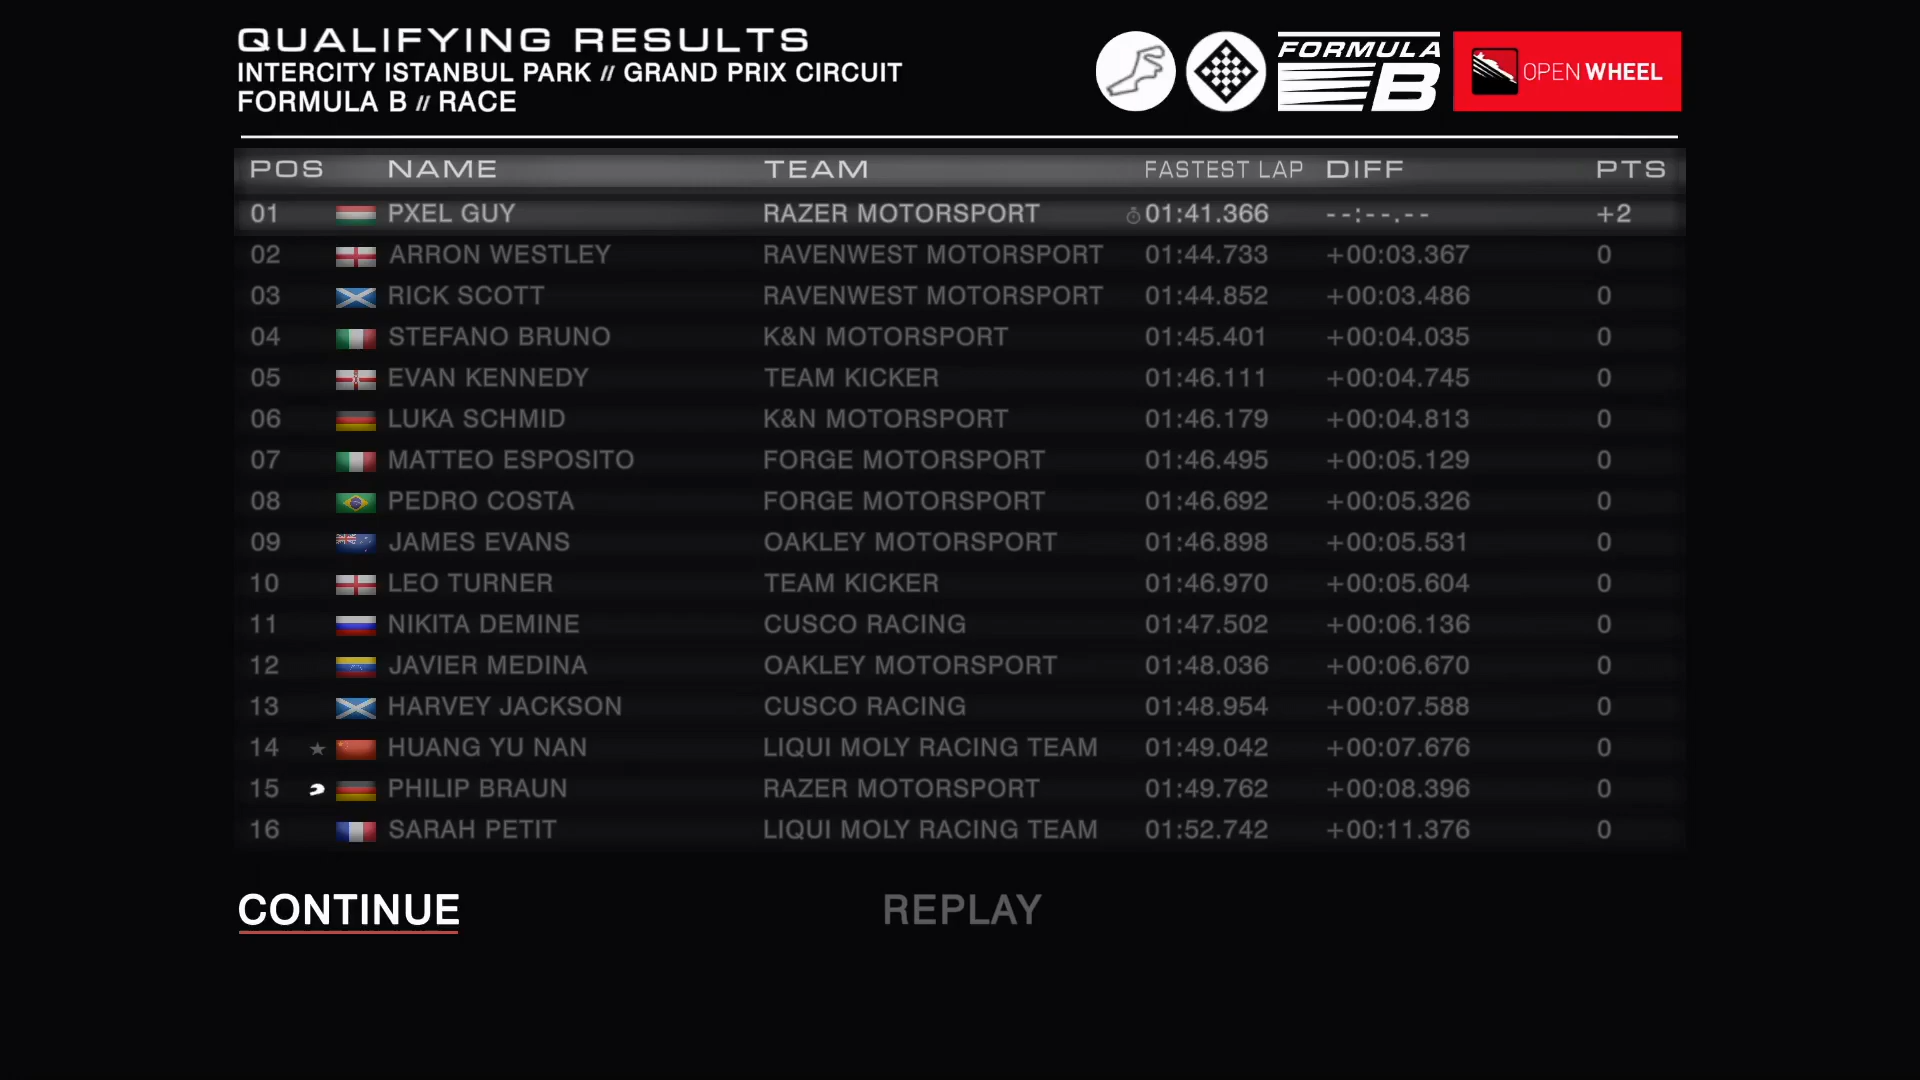 QUALIFYING RESULTS
INTERCITY ISTANBUL PARK // GRAND PRIX CIRCUIT
FORMULA B // RACE
FORMULA B
OPEN WHEEL
POS NAME TEAM FASTEST LAP DIFF PTS
01 PXEL GUY RAZER MOTORSPORT 01:41.366 --:--.-- +2
02 ARRON WESTLEY RAVENWEST MOTORSPORT 01:44.733 +00:03.367 0
03 RICK SCOTT RAVENWEST MOTORSPORT 01:44.852 +00:03.486 0
04 STEFANO BRUNO K&N MOTORSPORT 01:45.401 +00:04.035 0
05 EVAN KENNEDY TEAM KICKER 01:46.111 +00:04.745 0
06 LUKA SCHMID K&N MOTORSPORT 01:46.179 +00:04.813 0
07 MATTEO ESPOSITO FORGE MOTORSPORT 01:46.495 +00:05.129 0
08 PEDRO COSTA FORGE MOTORSPORT 01:46.692 +00:05.326 0
09 JAMES EVANS OAKLEY MOTORSPORT 01:46.898 +00:05.531 0
10 LEO TURNER TEAM KICKER 01:46.970 +00:05.604 0
11 NIKITA DEMINE CUSCO RACING 01:47.502 +00:06.136 0
12 JAVIER MEDINA OAKLEY MOTORSPORT 01:48.036 +00:06.670 0
13 HARVEY JACKSON CUSCO RACING 01:48.954 +00:07.588 0
14 HUANG YU NAN LIQUI MOLY RACING TEAM 01:49.042 +00:07.676 0
15 PHILIP BRAUN RAZER MOTORSPORT 01:49.762 +00:08.396 0
16 SARAH PETIT LIQUI MOLY RACING TEAM 01:52.742 +00:11.376 0
CONTINUE REPLAY